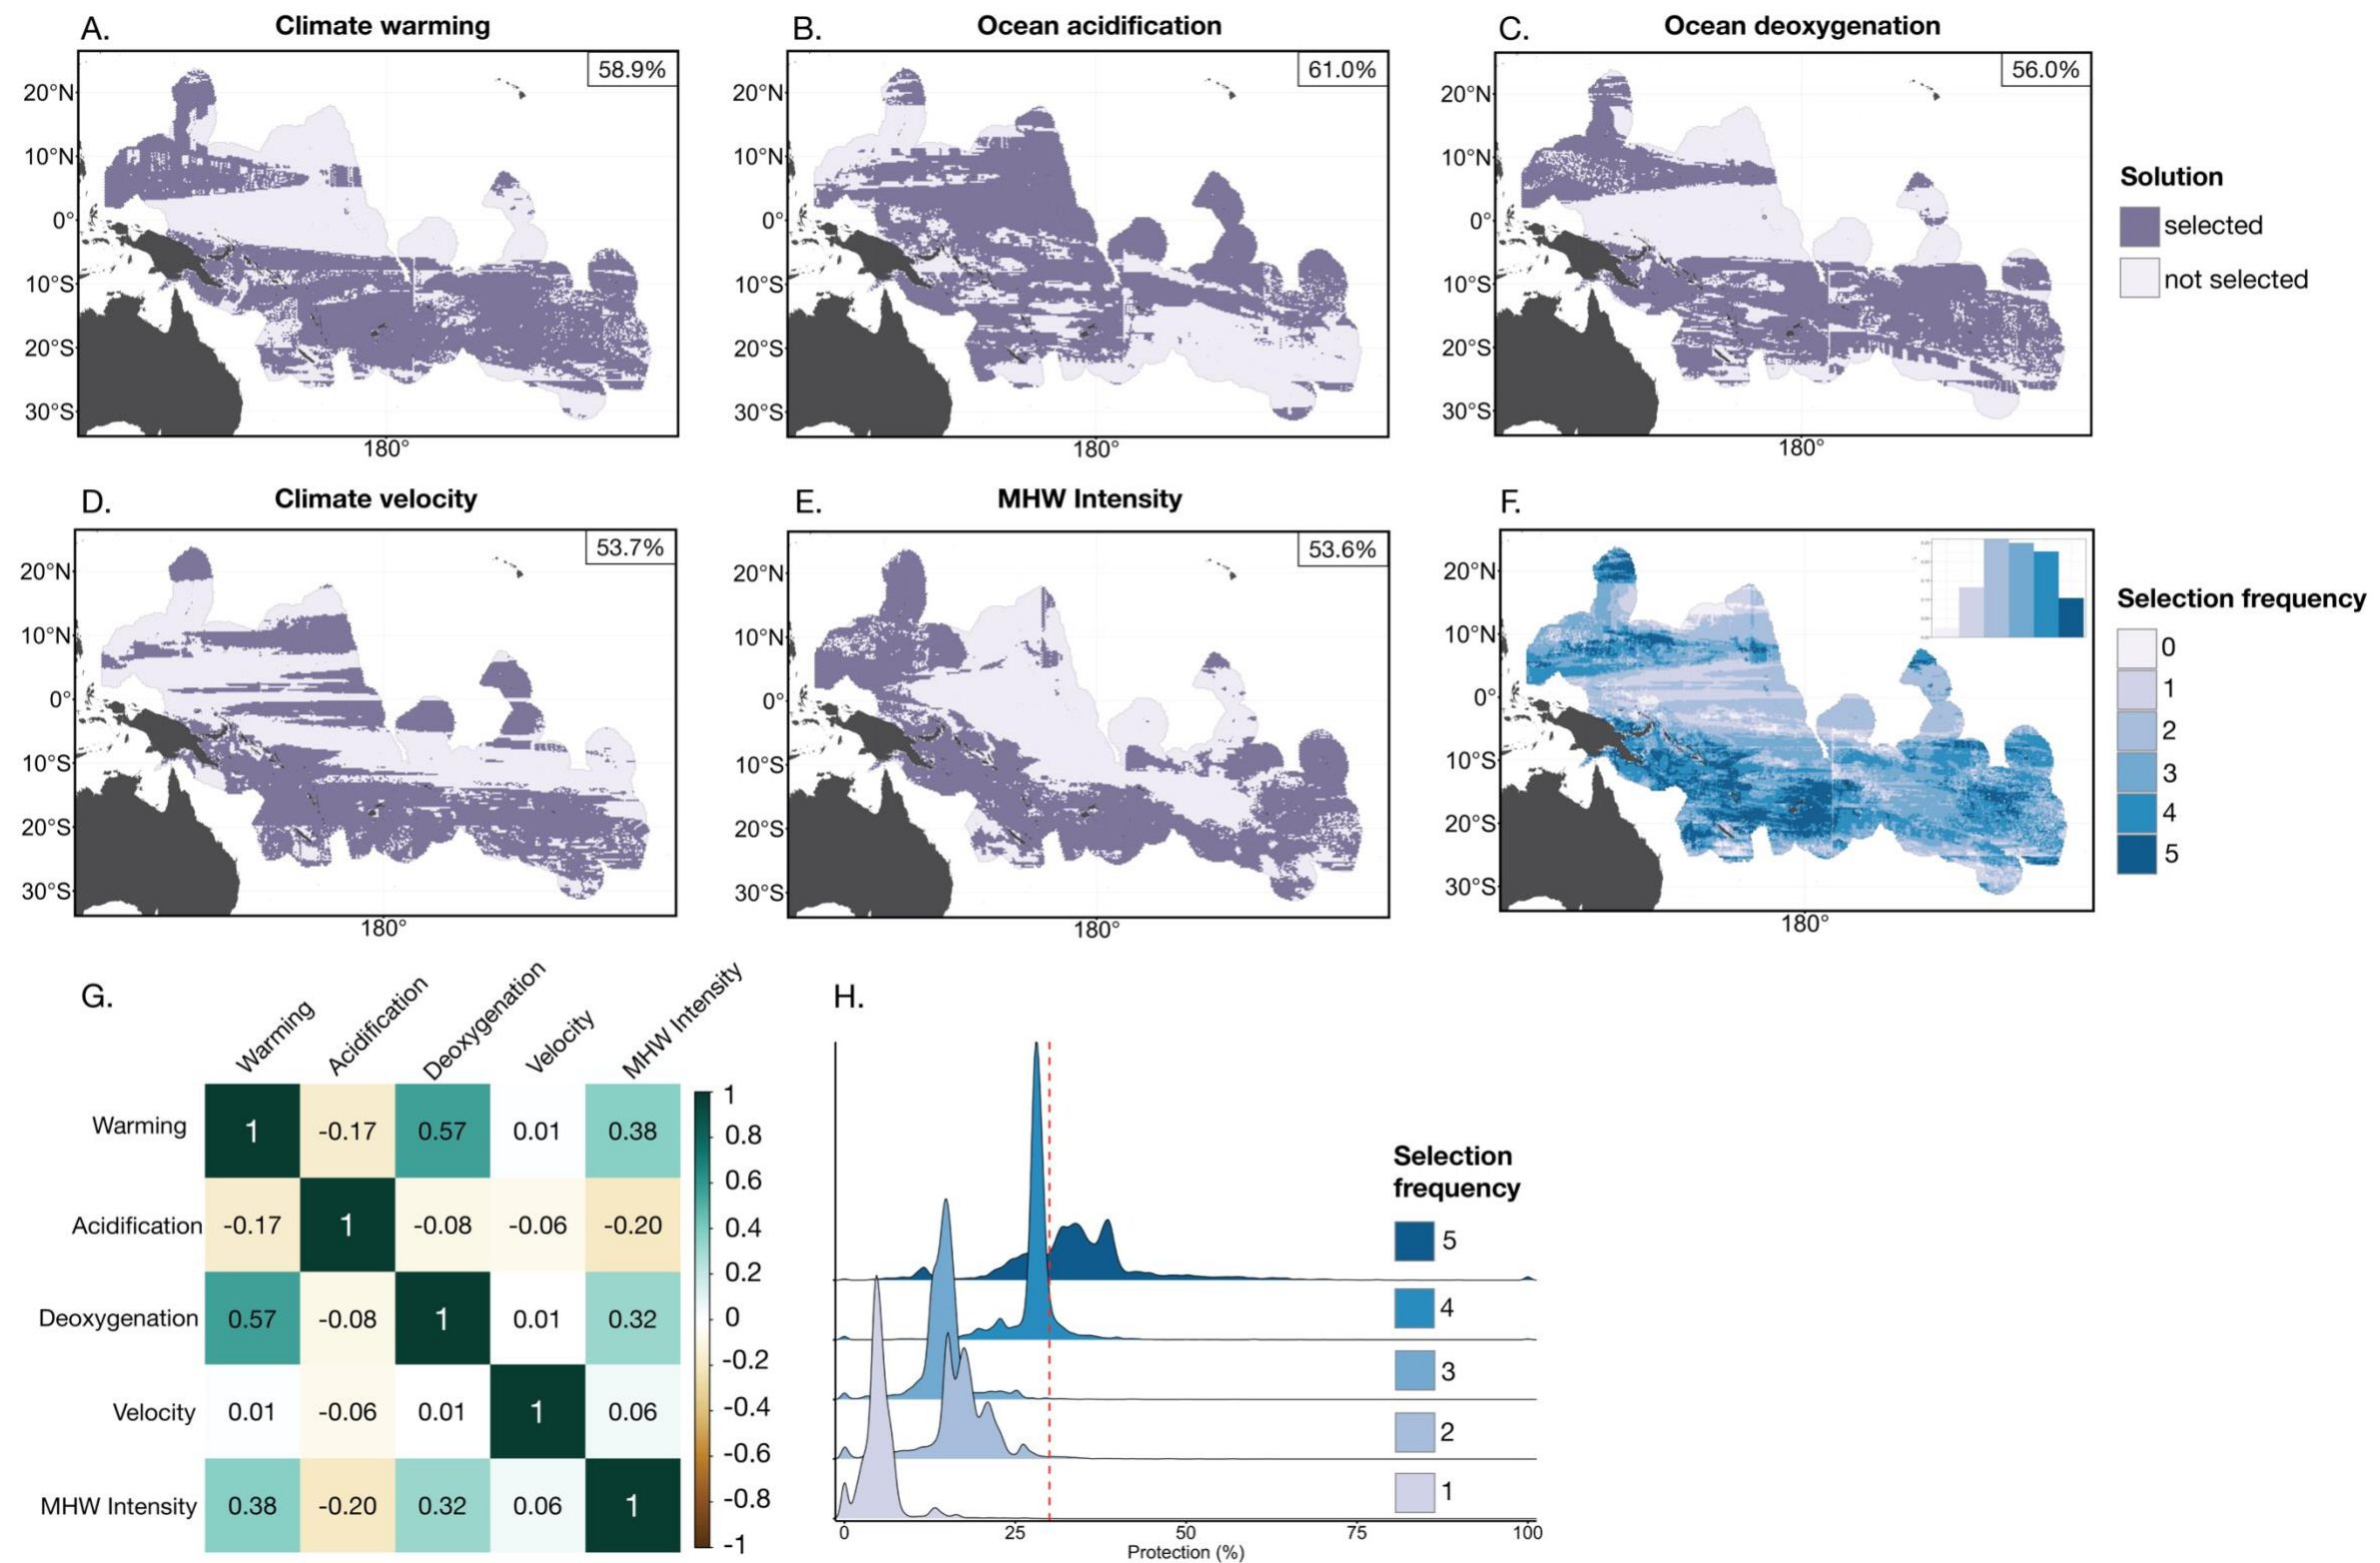 A.
Climate warming
58.9%
20°N
10°N
0°
10°S
20°S
30°S
180°
B.
Ocean acidification
61.0%
20°N
10°N
0°
10°S
20°S
30°S
180°
C.
Ocean deoxygenation
56.0%
20°N
10°N
0°
10°S
20°S
30°S
180°
Solution
selected
not selected
D.
Climate velocity
53.7%
20°N
10°N
0°
10°S
20°S
30°S
180°
E.
MHW Intensity
53.6%
20°N
10°N
0°
10°S
20°S
30°S
180°
F.
20°N
10°N
0°
10°S
20°S
30°S
180°
Selection frequency
0
1
2
3
4
5
G.
Warming
Acidification
Deoxygenation
Velocity
MHW Intensity
Warming 1 -0.17 0.57 0.01 0.38
Acidification -0.17 1 -0.08 -0.06 -0.20
Deoxygenation 0.57 -0.08 1 0.01 0.32
Velocity 0.01 -0.06 0.01 1 0.06
MHW Intensity 0.38 -0.20 0.32 0.06 1
1
0.8
0.6
0.4
0.2
0
-0.2
-0.4
-0.6
-0.8
-1
H.
0 25 50 75 100
Protection (%)
Selection
frequency
5
4
3
2
1